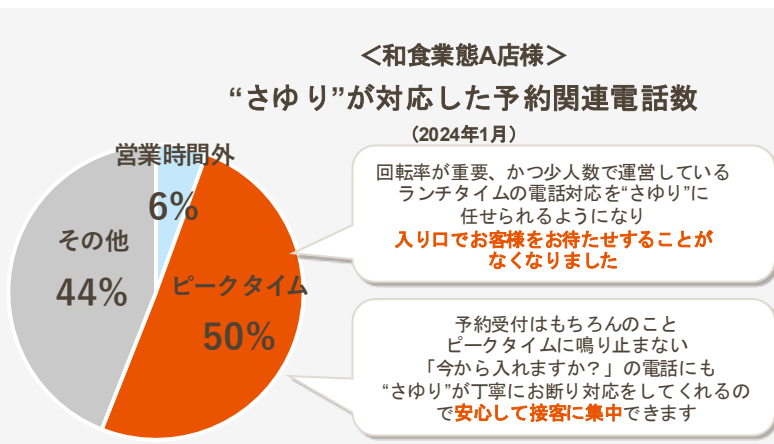 ＜和食業態A店様＞
“さゆり”が対応した予約関連電話数
（2024年1月）
営業時間外
6%
その他
44%
ピークタイム
50%
回転率が重要、かつ少人数で運営している
ランチタイムの電話対応を“さゆり”に
任せられるようになり
入り口でお客様をお待たせすることが
なくなりました
予約受付はもちろんのこと
ピークタイムに鳴り止まない
「今から入れますか？」の電話にも
“さゆり”が丁寧にお断り対応をしてくれるの
で安心して接客に集中できます